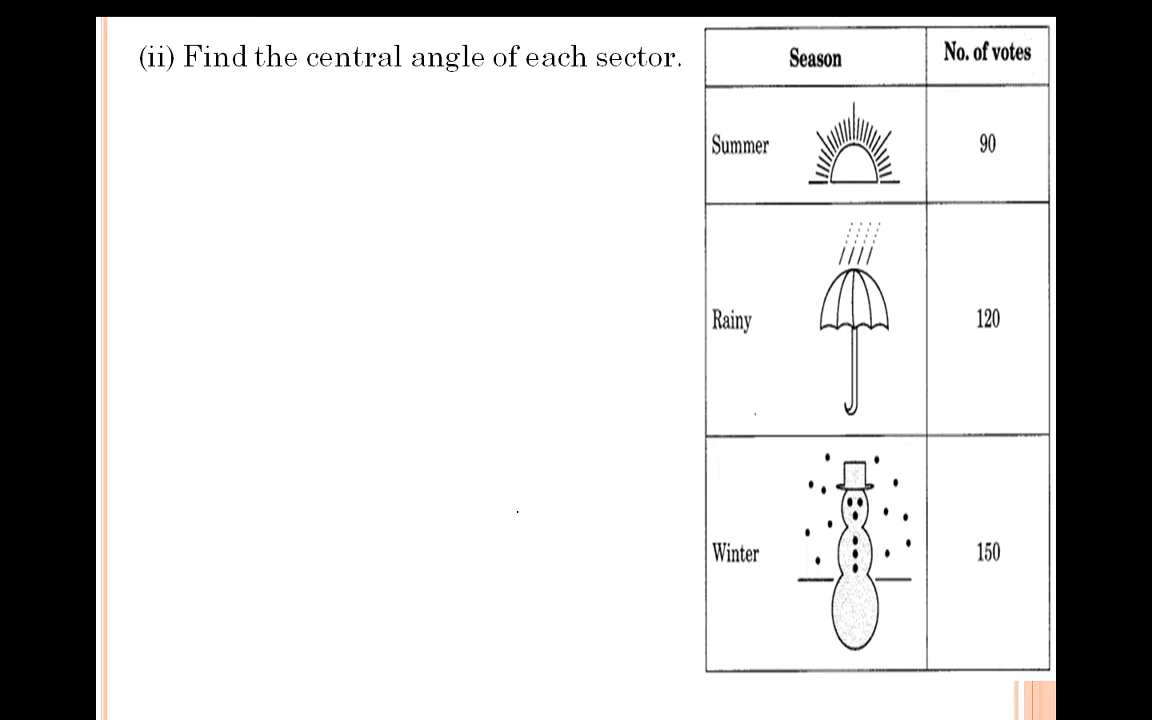 (ii) Find the central angle of each sector.
Season No. of votes
Summer 90
Rainy 120
Winter 150